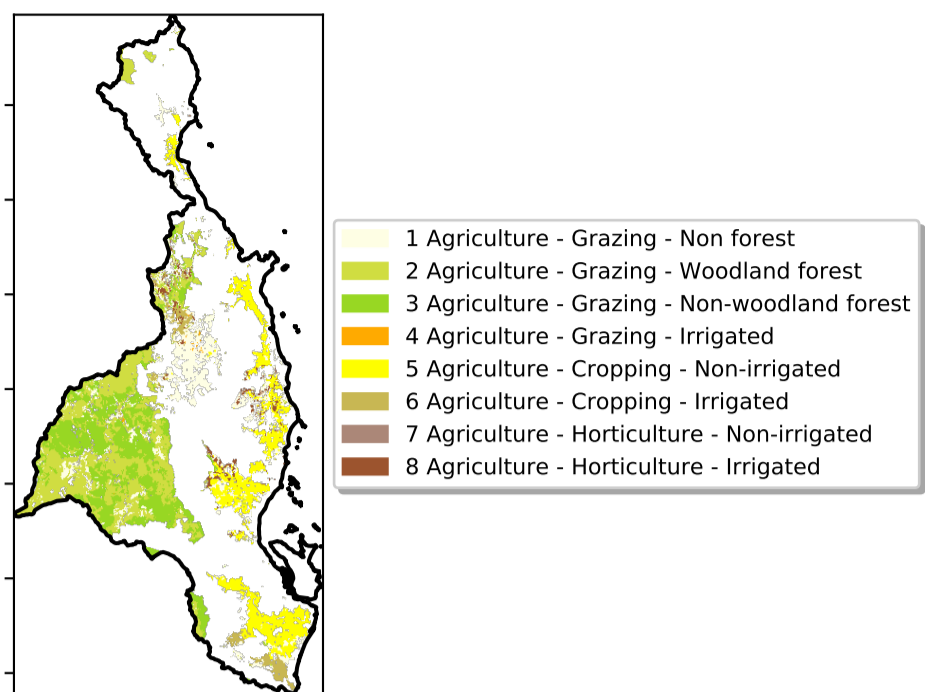 1 Agriculture - Grazing - Non forest
2 Agriculture - Grazing - Woodland forest
3 Agriculture - Grazing - Non-woodland forest
4 Agriculture - Grazing - Irrigated
5 Agriculture - Cropping - Non-irrigated
6 Agriculture - Cropping - Irrigated
7 Agriculture - Horticulture - Non-irrigated
8 Agriculture - Horticulture - Irrigated